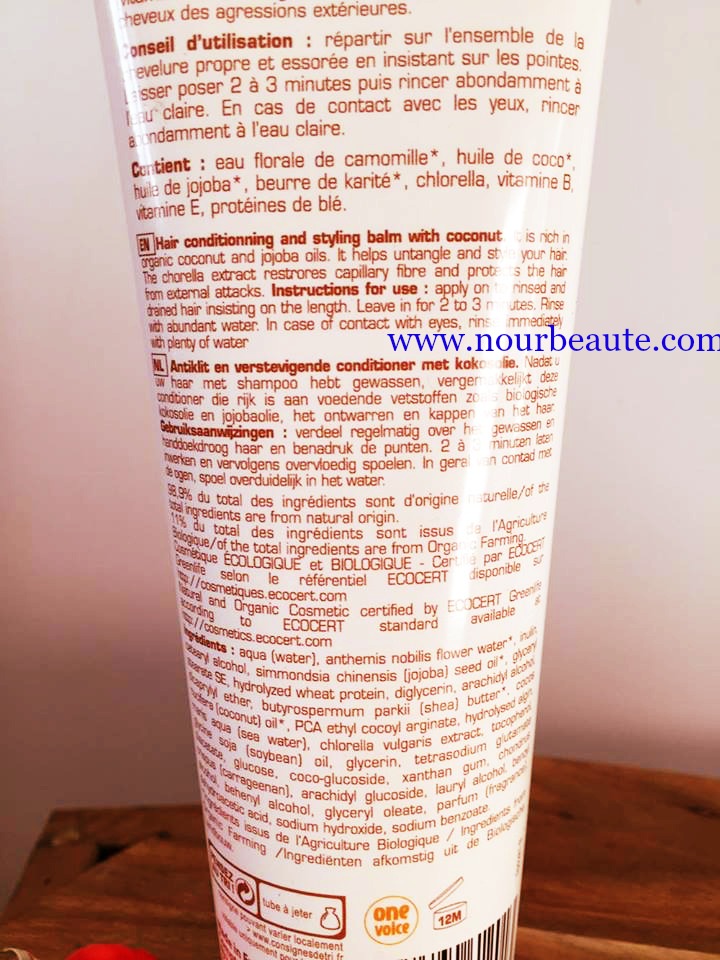 cheveux des agressions extérieures.
Conseil d'utilisation : répartir sur l'ensemble de la
chevelure propre et essorée en insistant sur les pointes.
Laisser poser 2 à 3 minutes puis rincer abondamment à
l'eau claire. En cas de contact avec les yeux, rincer
abondamment à l'eau claire.
Contient : eau florale de camomille*, huile de coco*,
huile de jojoba*, beurre de karité*, chlorella, vitamine B,
vitamine E, protéines de blé.
EN Hair conditionning and styling balm with coconut. It is rich in
organic coconut and jojoba oils. It helps untangle and style your hair.
The chorella extract restrores capillary fibre and protects the hair
from external attacks. Instructions for use : apply on rinsed and
drained hair insisting on the length. Leave in for 2 to 3 minutes. Rinse
with abundant water. In case of contact with eyes, rinse immediately
with plenty of water
www.nourbeaute.com
NL Antiklit en verstevigende conditioner met kokosolie. Nadat u
uw haar met shampoo hebt gewassen, vergemakkelijkt deze
conditioner die rijk is aan voedende vetstoffen zoals biologische
kokosolie en jojobaolie, het ontwarren en kappen van het haar.
Gebruiksaanwijzingen : verdeel regelmatig over het gewassen en
handdoekdroog haar en benadruk de punten. 2 à 3 minuten laten
inwerken en vervolgens overvloedig spoelen. In geral van contad met
de ogen, spoel overduidelijk in het water.
98.9% du total des ingrédients sont d'origine naturelle/of the
total ingredients are from natural origin.
11% du total des ingrédients sont issus de l'Agriculture
Biologique/of the total ingredients are from Organic Farming.
Cosmétique ÉCOLOGIQUE et BIOLOGIQUE - Certifié par ECOCERT
Greenlife selon le référentiel ECOCERT disponible sur
http://cosmetiques.ecocert.com
Natural and Organic Cosmetic certified by ECOCERT Greenlife
according to ECOCERT standard available at
http://cosmetics.ecocert.com
Ingrédients : aqua (water), anthemis nobilis flower water*, inulin,
cetearyl alcohol, simmondsia chinensis (jojoba) seed oil*, glyceryl
stearate SE, hydrolyzed wheat protein, diglycerin, arachidyl alcohol,
dicaprylyl ether, butyrospermum parkii (shea) butter*, cocos
nucifera (coconut) oil*, PCA ethyl cocoyl arginate, hydrolysed algin,
maris aqua (sea water), chlorella vulgaris extract, tocopherol,
glycine soja (soybean) oil, glycerin, tetrasodium glutamate
diacetate, glucose, coco-glucoside, xanthan gum, chondrus
crispus (carrageenan), arachidyl glucoside, lauryl alcohol, benzyl
alcohol, behenyl alcohol, glyceryl oleate, parfum (fragrance),
dehydroacetic acid, sodium hydroxide, sodium benzoate.
*Ingrédients issus de l'Agriculture Biologique / Ingredients from
Organic Farming /Ingrediënten afkomstig uit de Biologische
tube à jeter
one
voice
12M
Consigne pouvant varier localement
> www.consignesdetri.fr